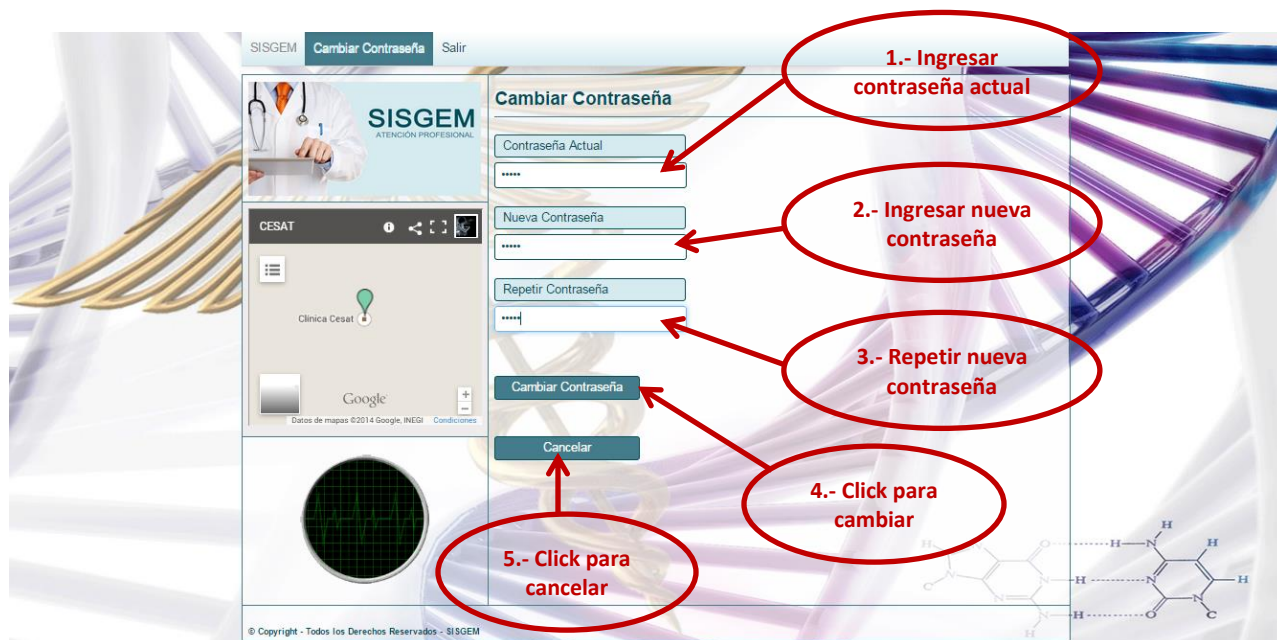 SISGEM Cambiar Contraseña Salir
1.- Ingresar
contraseña actual
SISGEM
ATENCIÓN PROFESIONAL
Cambiar Contraseña
Contraseña Actual
•••••
2.- Ingresar nueva
contraseña
Nueva Contraseña
•••••
CESAT
Clínica Cesat
Google
Datos de mapas ©2014 Google, INEGI Condiciones
Repetir Contraseña
•••••
3.- Repetir nueva
contraseña
Cambiar Contraseña
Cancelar
4.- Click para
cambiar
5.- Click para
cancelar
H
H N H O H N H
N H N H
C N N
O H O C
H N
H
© Copyright - Todos los Derechos Reservados - SISGEM